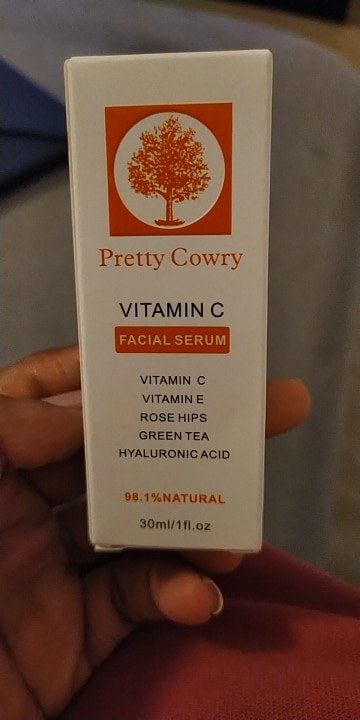 Pretty Cowry
VITAMIN C
FACIAL SERUM
VITAMIN C
VITAMIN E
ROSE HIPS
GREEN TEA
HYALURONIC ACID
98.1%NATURAL
30ml/1fl.oz